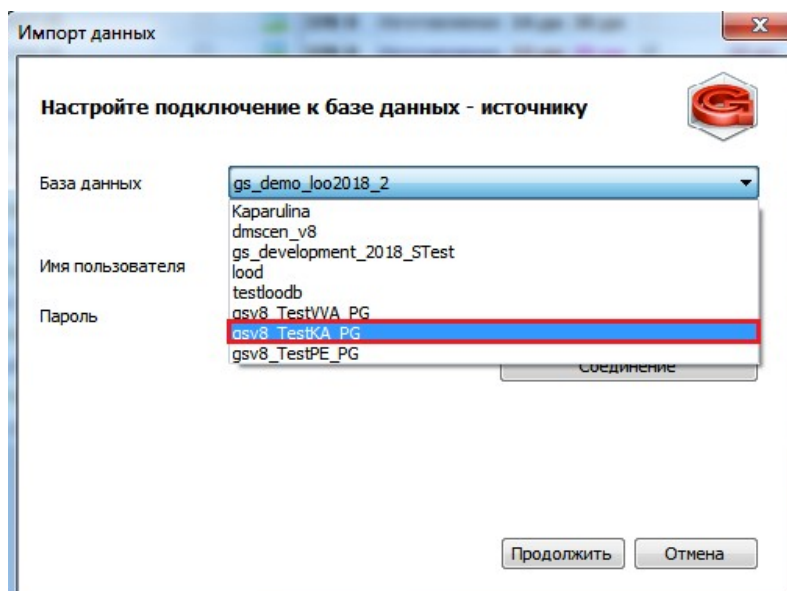 Импорт данных
Настройте подключение к базе данных - источнику
База данных
gs_demo_loo2018_2
Kaparulina
dmscen_v8
gs_development_2018_STest
Имя пользователя
lood
testloodb
Пароль
gsv8_TestVVA_PG
gsv8_TestKA_PG
gsv8_TestPE_PG
Соединение
Продолжить
Отмена